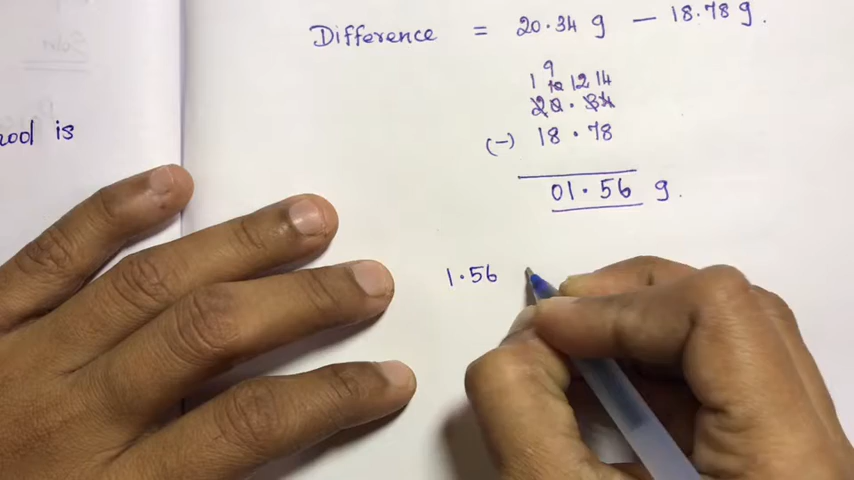 Difference = 20.34 g — 18.78 g.
ool is
1 9 10 12 14
20.34
(-) 18.78
01.56 g.
1.56